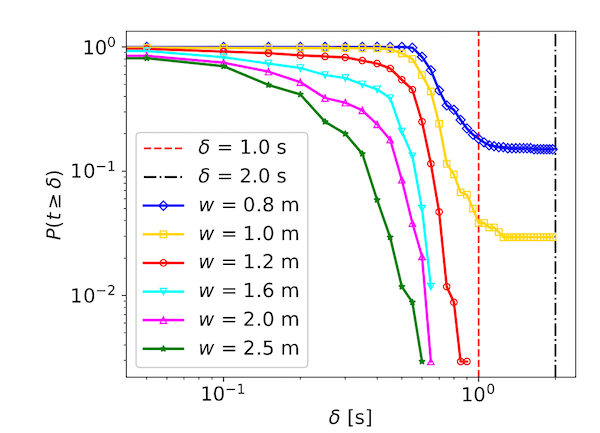 10⁰
10⁻¹
10⁻²
P(t ≥ δ)
δ = 1.0 s
δ = 2.0 s
w = 0.8 m
w = 1.0 m
w = 1.2 m
w = 1.6 m
w = 2.0 m
w = 2.5 m
10⁻¹ 10⁰
δ [s]